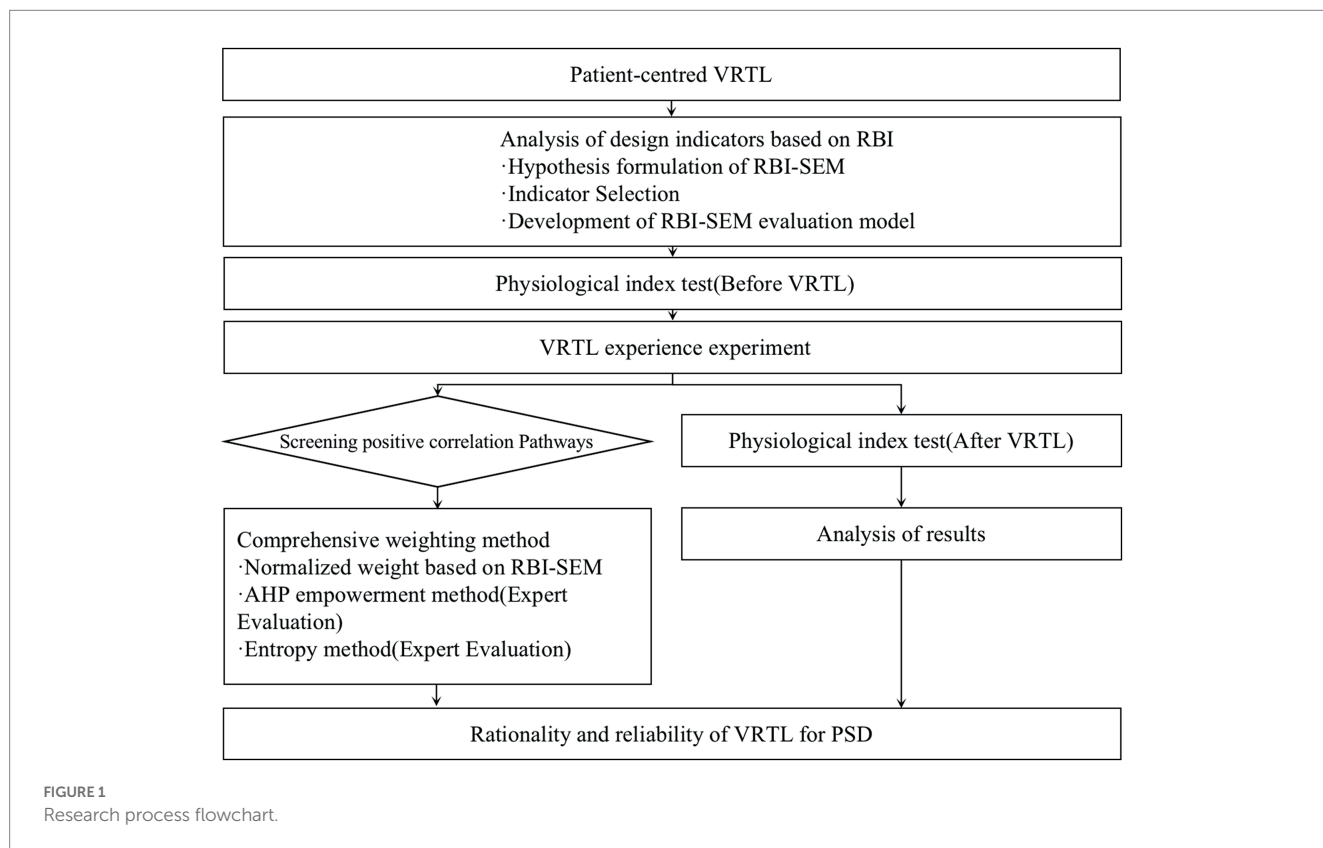 Patient-centred VRTL
Analysis of design indicators based on RBI
·Hypothesis formulation of RBI-SEM
·Indicator Selection
·Development of RBI-SEM evaluation model
Physiological index test(Before VRTL)
VRTL experience experiment
Screening positive correlation Pathways
Physiological index test(After VRTL)
Comprehensive weighting method
·Normalized weight based on RBI-SEM
·AHP empowerment method(Expert
Evaluation)
·Entropy method(Expert Evaluation)
Analysis of results
Rationality and reliability of VRTL for PSD
FIGURE 1
Research process flowchart.